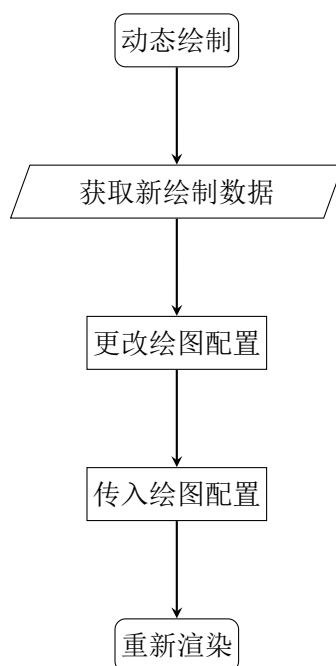 动态绘制
获取新绘制数据
更改绘图配置
传入绘图配置
重新渲染